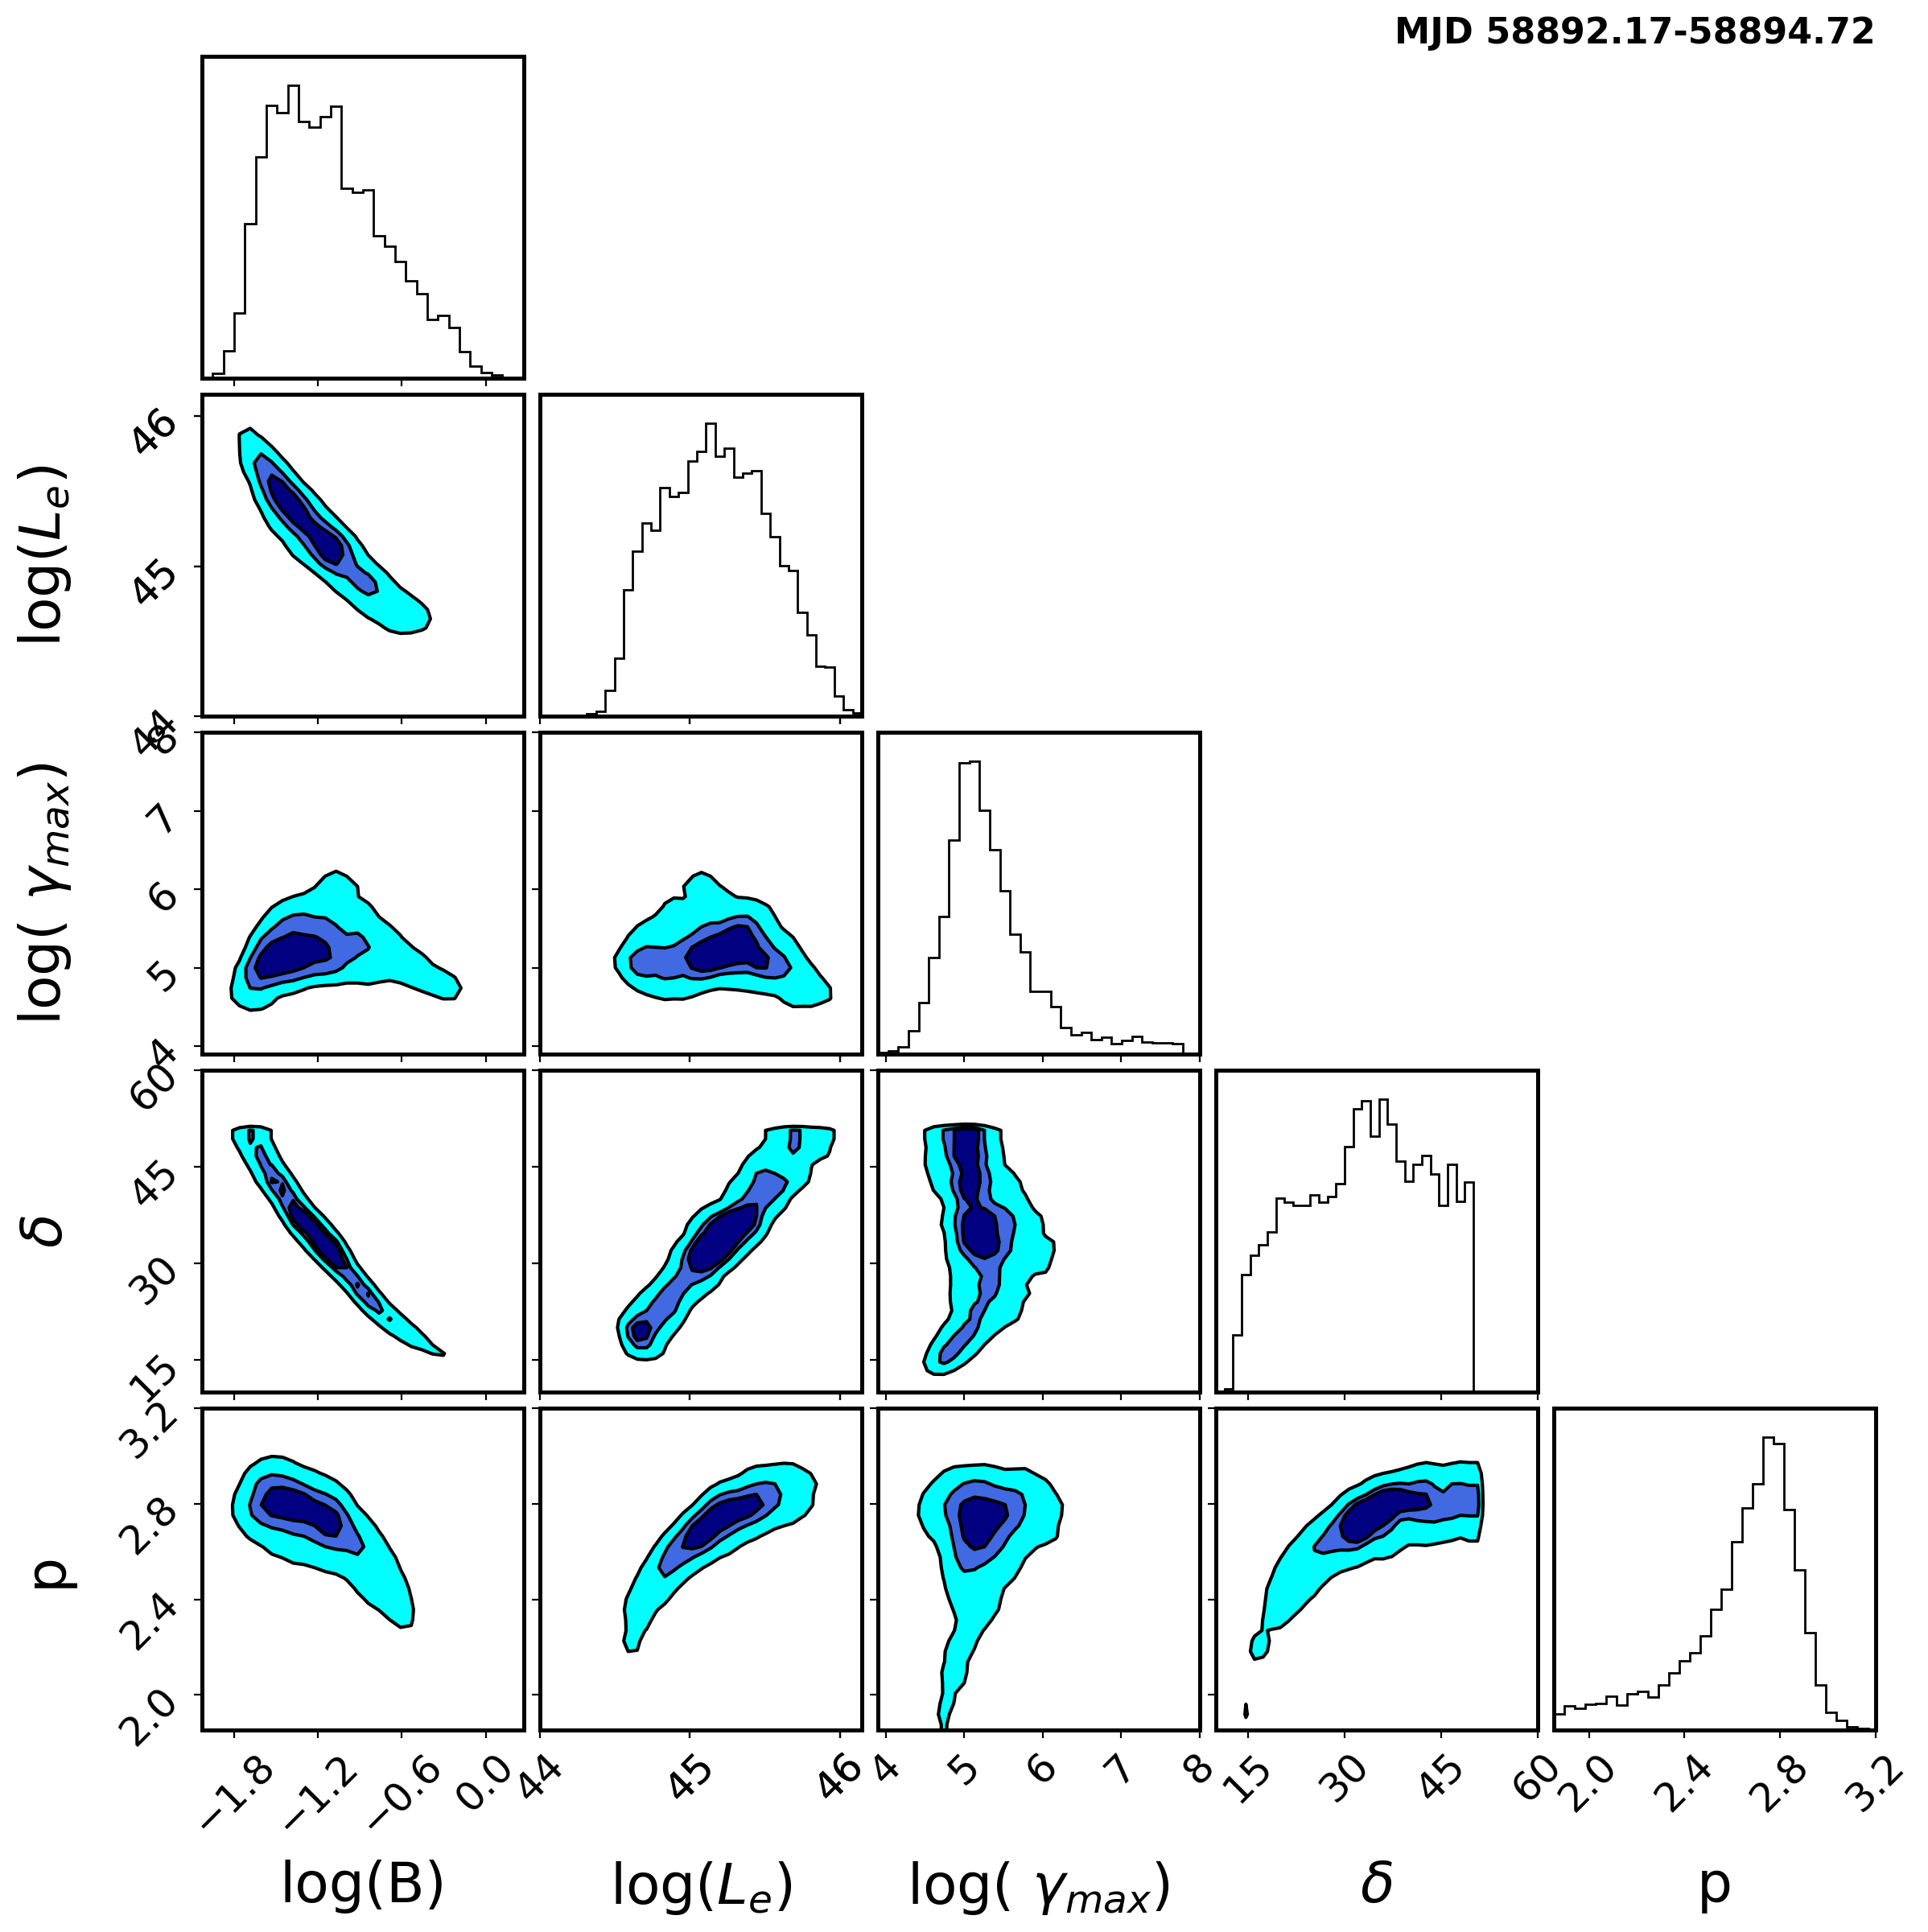 MJD 58892.17-58894.72
46
45
44
log(Lₑ)
8
7
6
5
4
log( γₘₐₓ)
60
45
30
15
δ
3.2
2.8
2.4
2.0
p
−1.8 −1.2 −0.6 0.0 44 45 46 4 5 6 7 8 15 30 45 60 2.0 2.4 2.8 3.2
log(B) log(Lₑ) log( γₘₐₓ) δ p